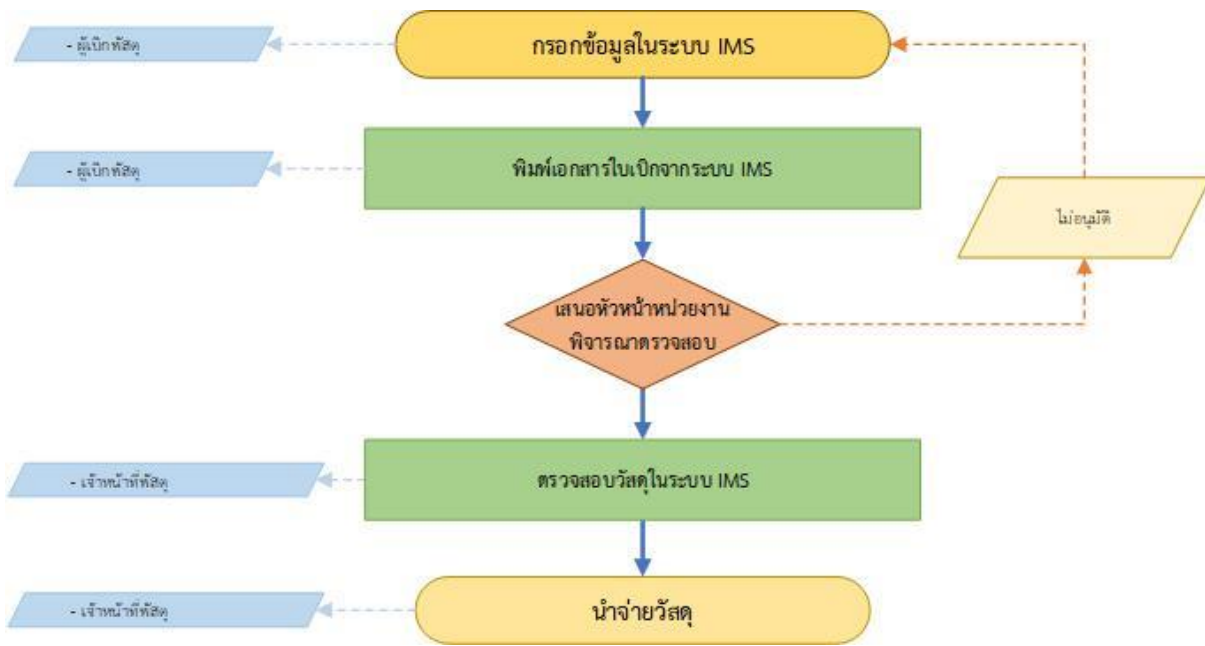 - ผู้เบิกพัสดุ
กรอกข้อมูลในระบบ IMS
- ผู้เบิกพัสดุ
พิมพ์เอกสารใบเบิกจากระบบ IMS
ไม่อนุมัติ
เสนอหัวหน้าหน่วยงาน
พิจารณาตรวจสอบ
- เจ้าหน้าที่พัสดุ
ตรวจสอบวัสดุในระบบ IMS
- เจ้าหน้าที่พัสดุ
นำจ่ายวัสดุ